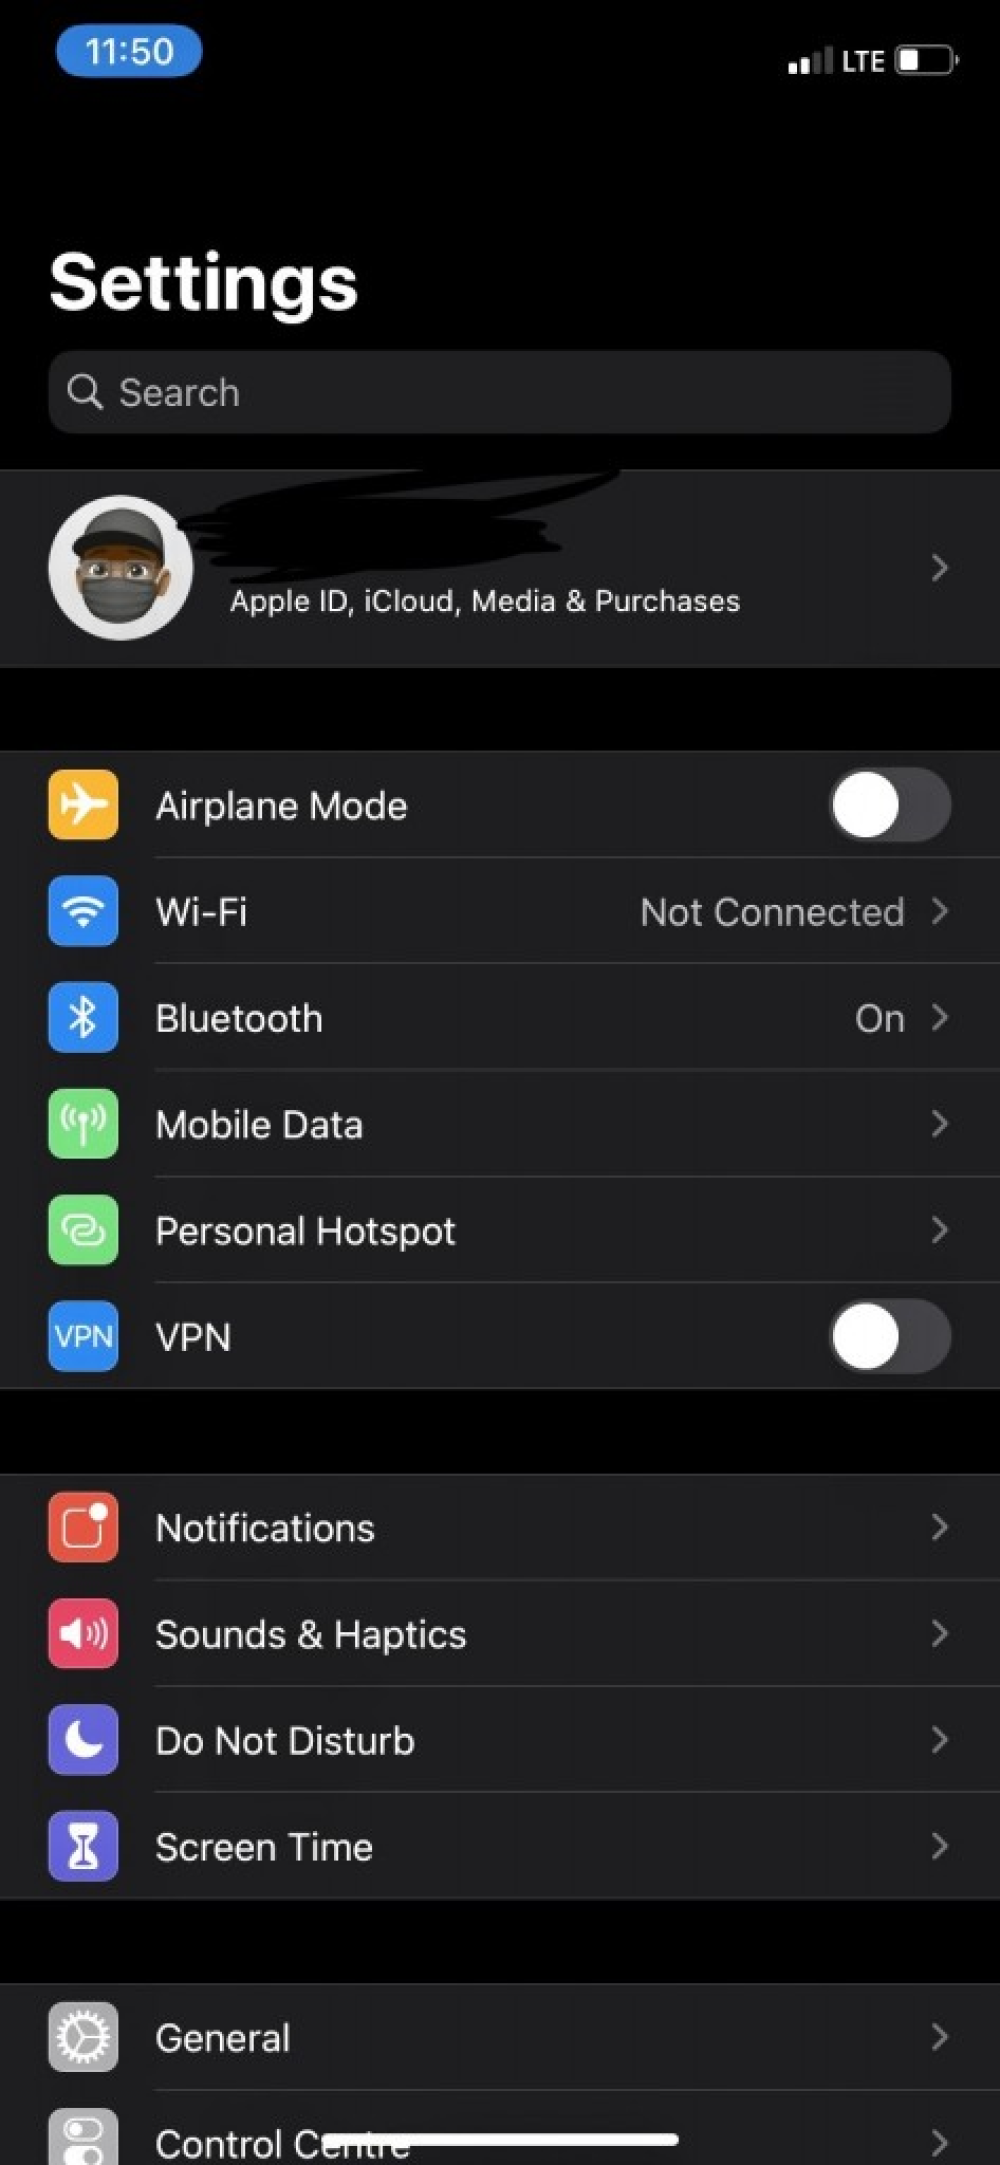 11:50 LTE
Settings
Search
Apple ID, iCloud, Media & Purchases
Airplane Mode
Wi-Fi Not Connected
Bluetooth On
Mobile Data
Personal Hotspot
VPN VPN
Notifications
Sounds & Haptics
Do Not Disturb
Screen Time
General
Control Centre